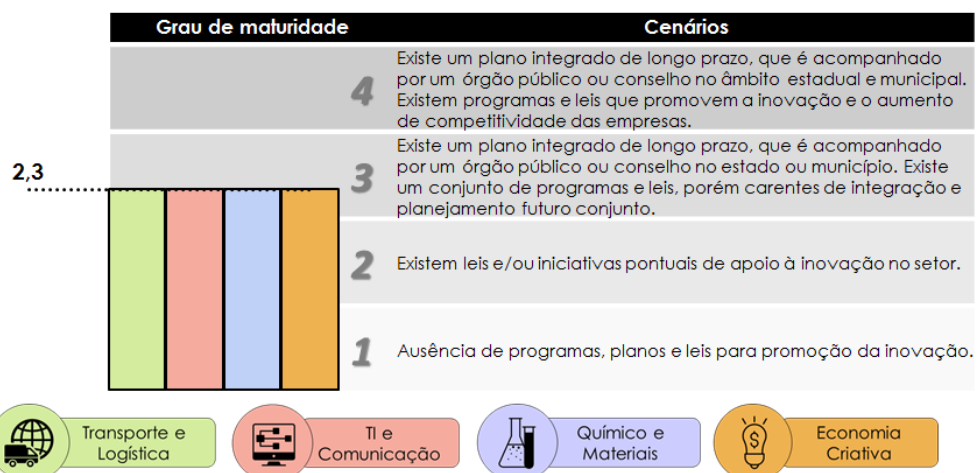 Grau de maturidade
Cenários
4
Existe um plano integrado de longo prazo, que é acompanhado
por um órgão público ou conselho no âmbito estadual e municipal.
Existem programas e leis que promovem a inovação e o aumento
de competitividade das empresas.
2,3
3
Existe um plano integrado de longo prazo, que é acompanhado
por um órgão público ou conselho no estado ou município. Existe
um conjunto de programas e leis, porém carentes de integração e
planejamento futuro conjunto.
2
Existem leis e/ou iniciativas pontuais de apoio à inovação no setor.
1
Ausência de programas, planos e leis para promoção da inovação.
Transporte e
Logística
TI e
Comunicação
Químico e
Materiais
$
Economia
Criativa